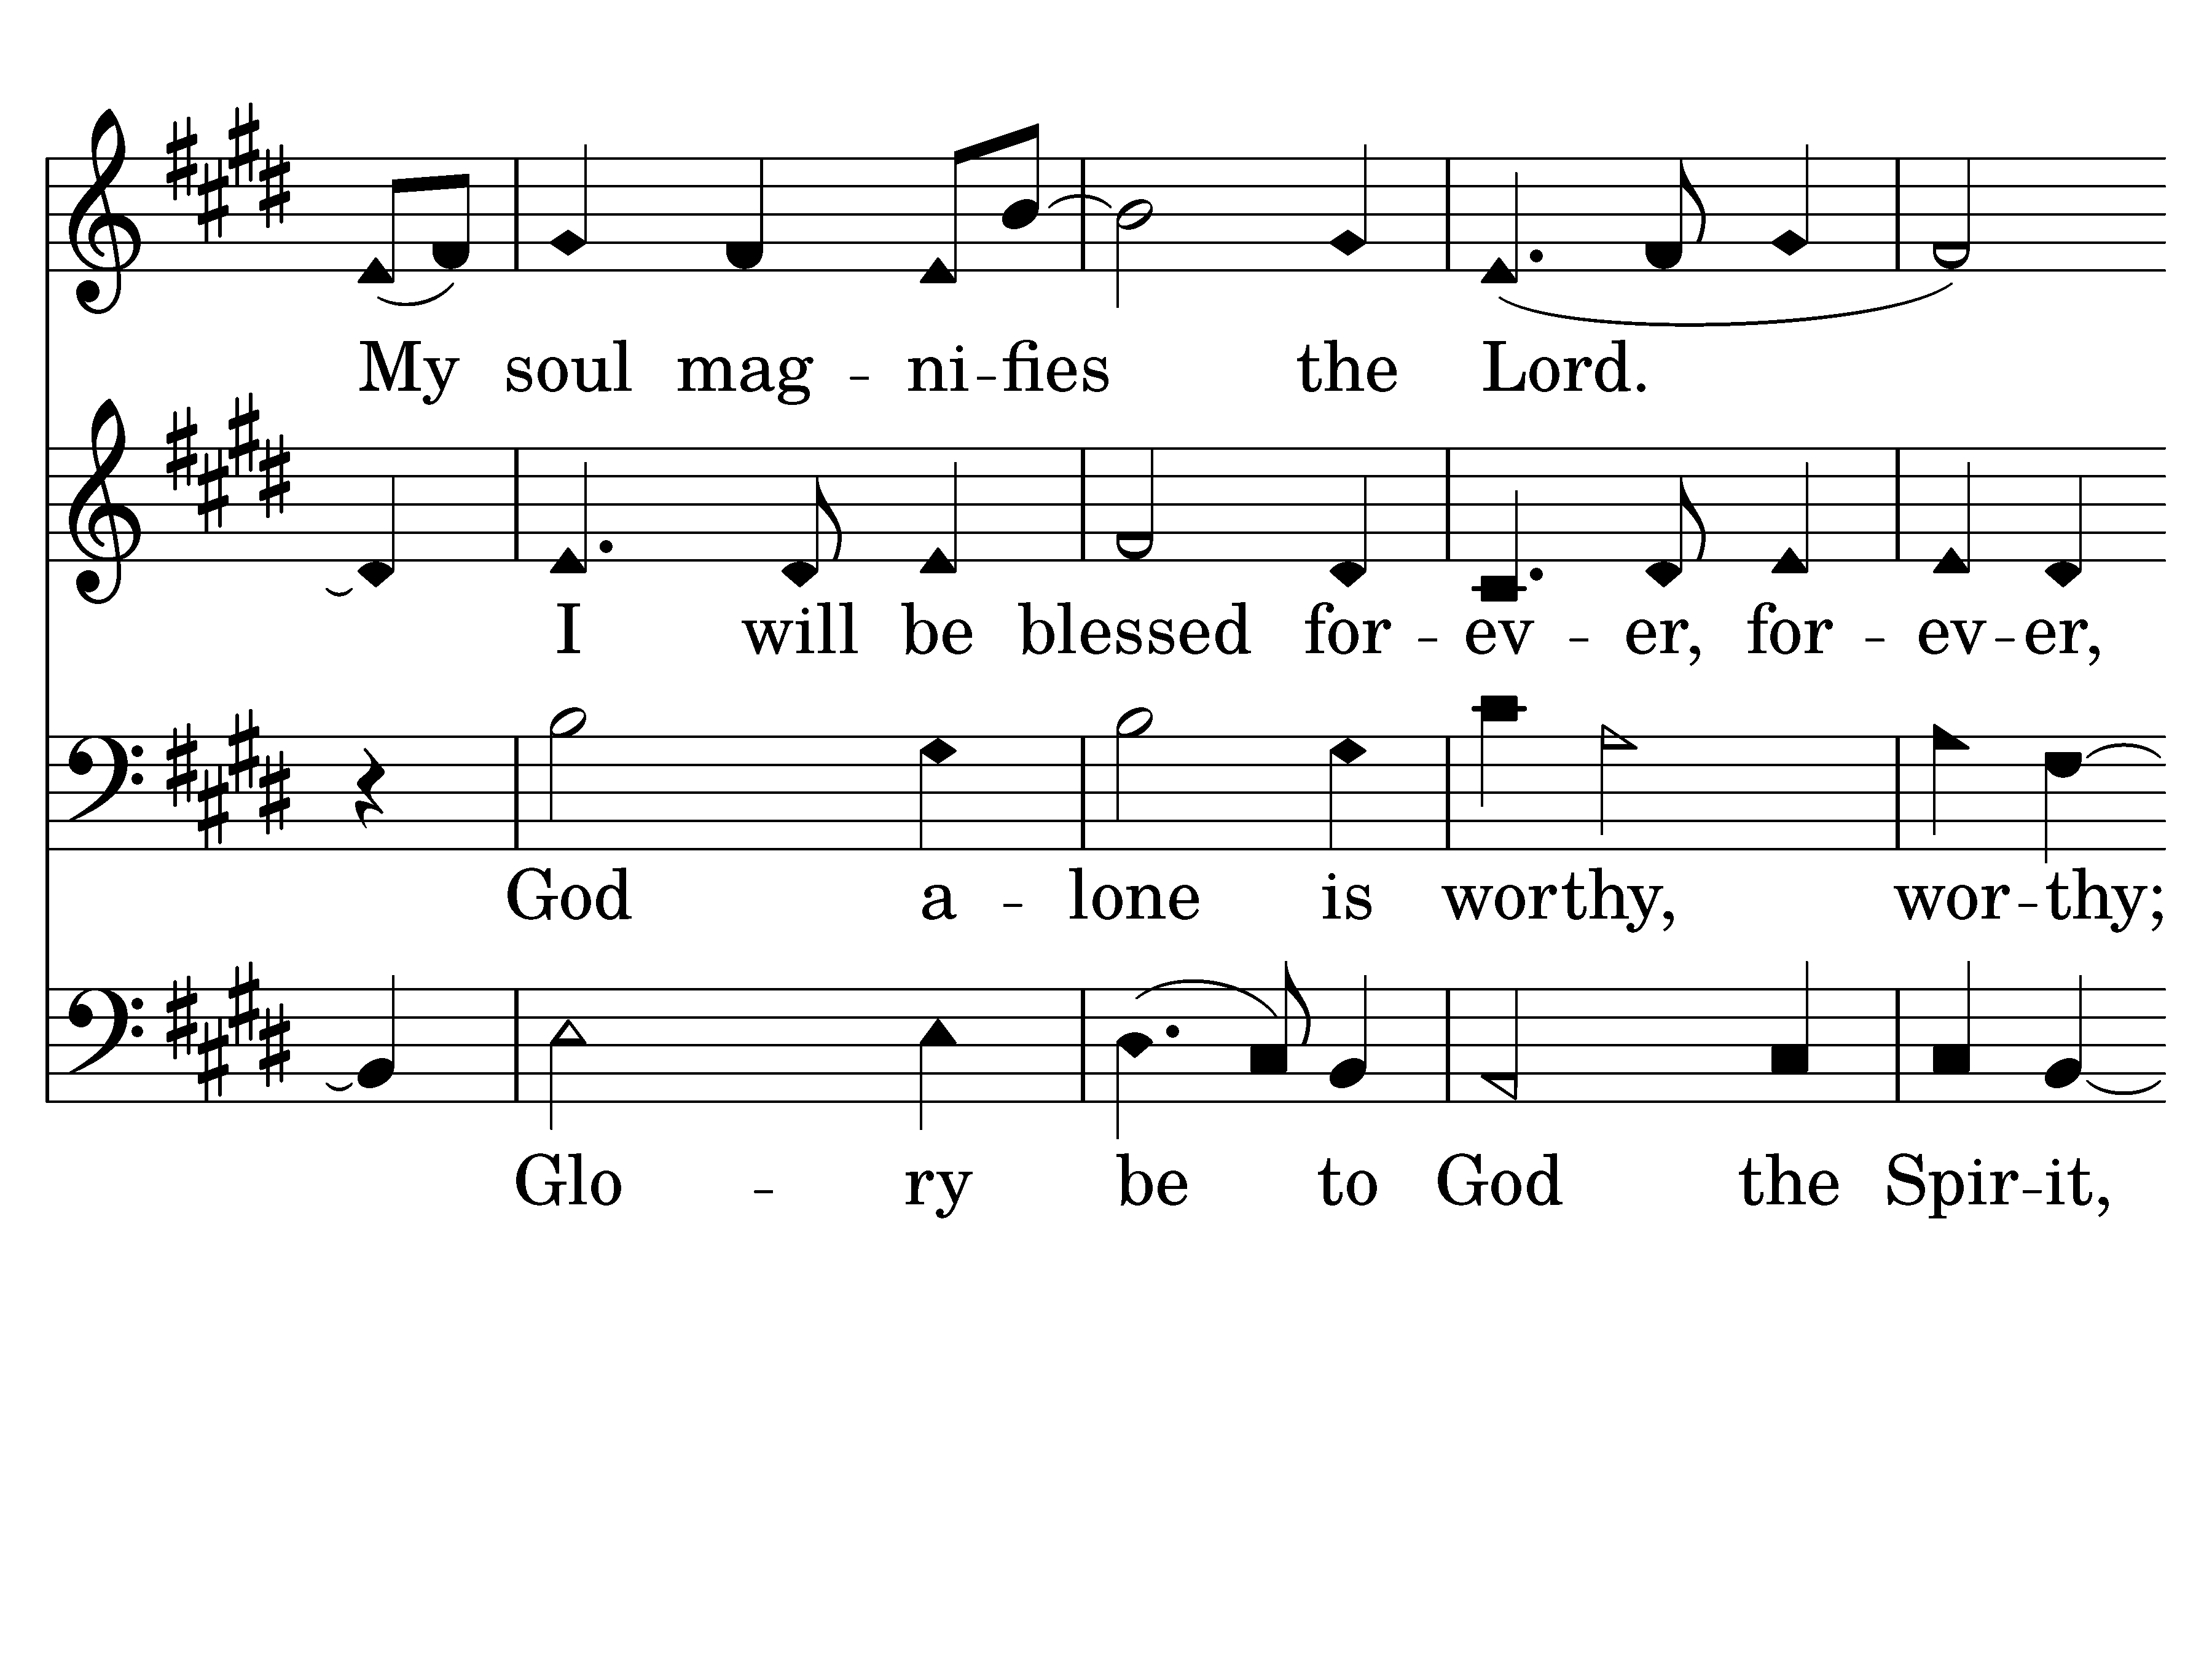 My soul mag - ni - fies the Lord.
I will be blessed for - ev - er, for - ev - er,
God a - lone is worthy, wor - thy;
Glo - ry be to God the Spir - it,